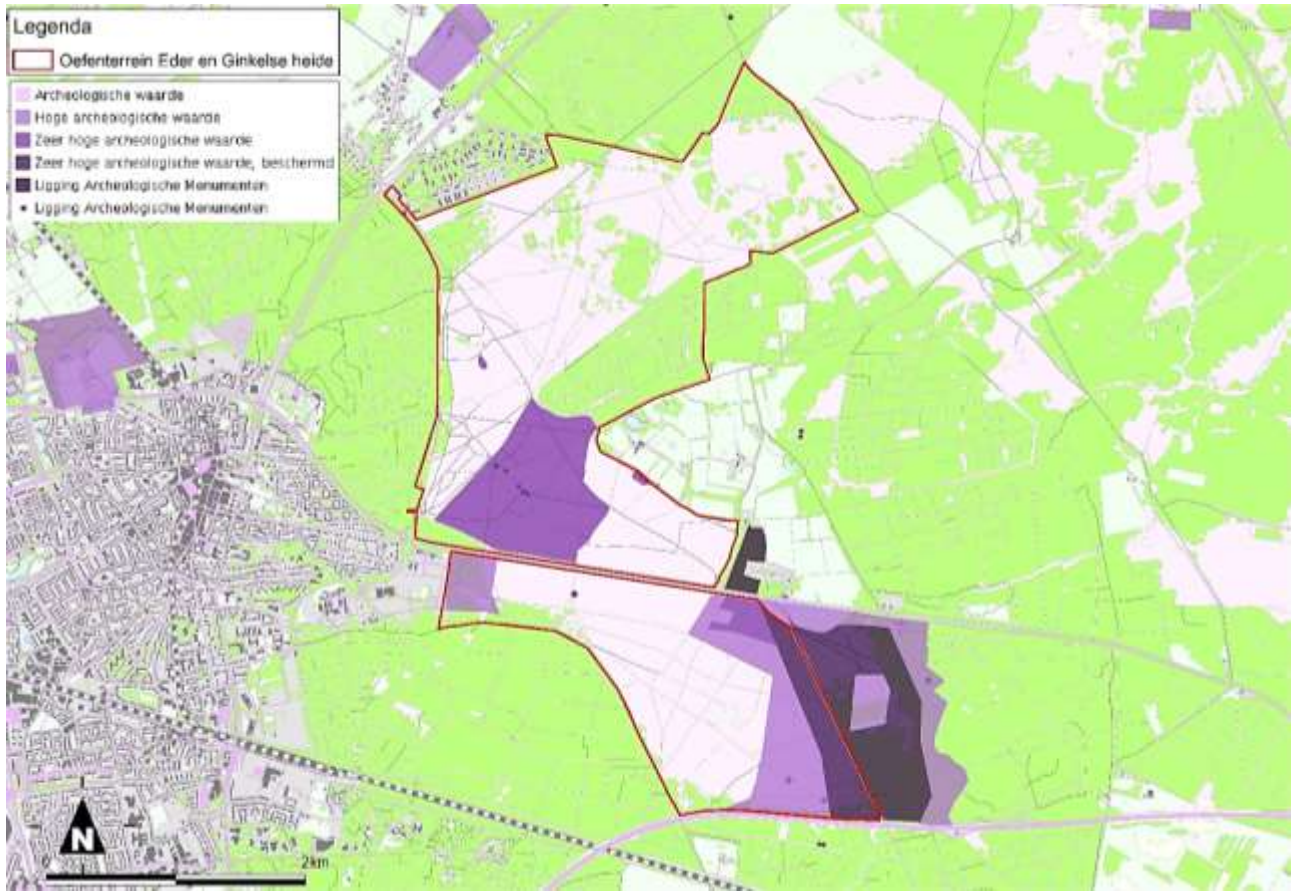 Legenda
Oefenterrein Eder en Ginkelse heide
Archeologische waarde
Hoge archeologische waarde
Zeer hoge archeologische waarde
Zeer hoge archeologische waarde, beschermd
Ligging Archeologische Monumenten
Ligging Archeologische Monumenten
N
0 2km